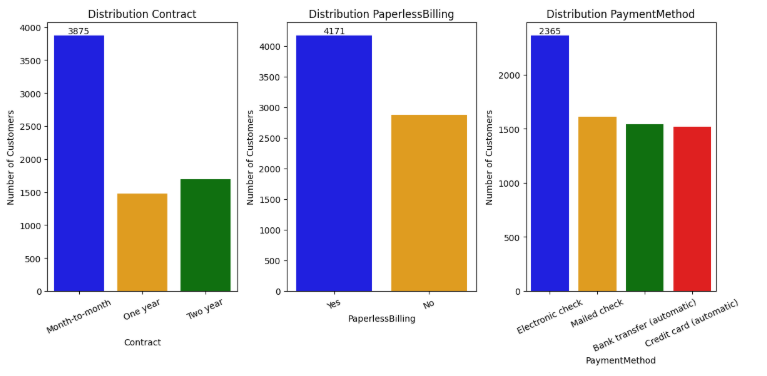 Distribution Contract
3875
4000
3500
3000
2500
2000
1500
1000
500
0
Number of Customers
Month-to-month
One year
Two year
Contract
Distribution PaperlessBilling
4171
4000
3500
3000
2500
2000
1500
1000
500
0
Number of Customers
Yes
No
PaperlessBilling
Distribution PaymentMethod
2365
2000
1500
1000
500
0
Number of Customers
Electronic check
Mailed check
Bank transfer (automatic)
Credit card (automatic)
PaymentMethod